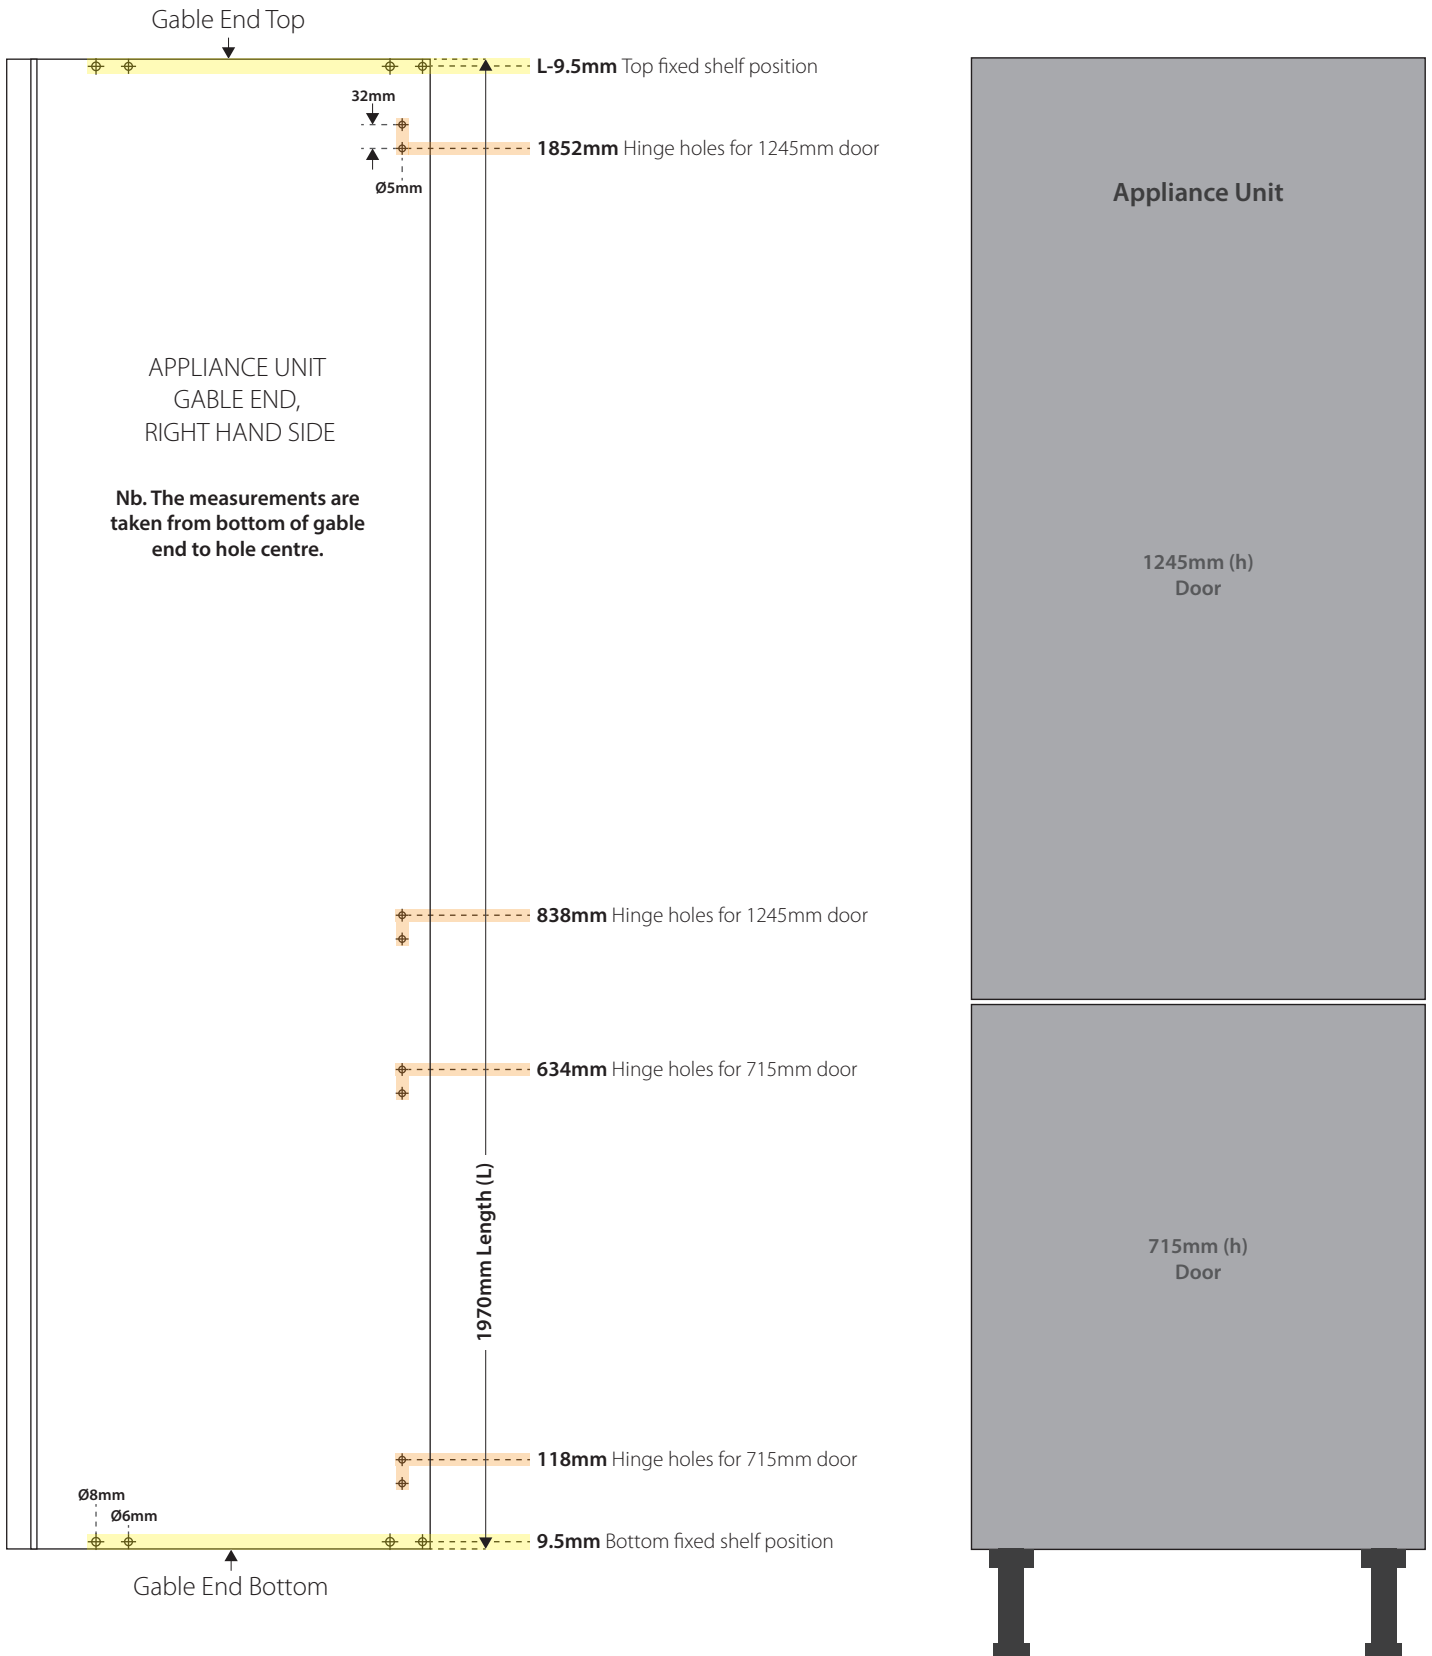 Gable End Top
L-9.5mm Top fixed shelf position
32mm
1852mm Hinge holes for 1245mm door
Ø5mm
Appliance Unit
APPLIANCE UNIT
GABLE END,
RIGHT HAND SIDE
Nb. The measurements are
taken from bottom of gable
end to hole centre.
1245mm (h)
Door
838mm Hinge holes for 1245mm door
634mm Hinge holes for 715mm door
1970mm Length (L)
715mm (h)
Door
118mm Hinge holes for 715mm door
Ø8mm
Ø6mm
9.5mm Bottom fixed shelf position
Gable End Bottom